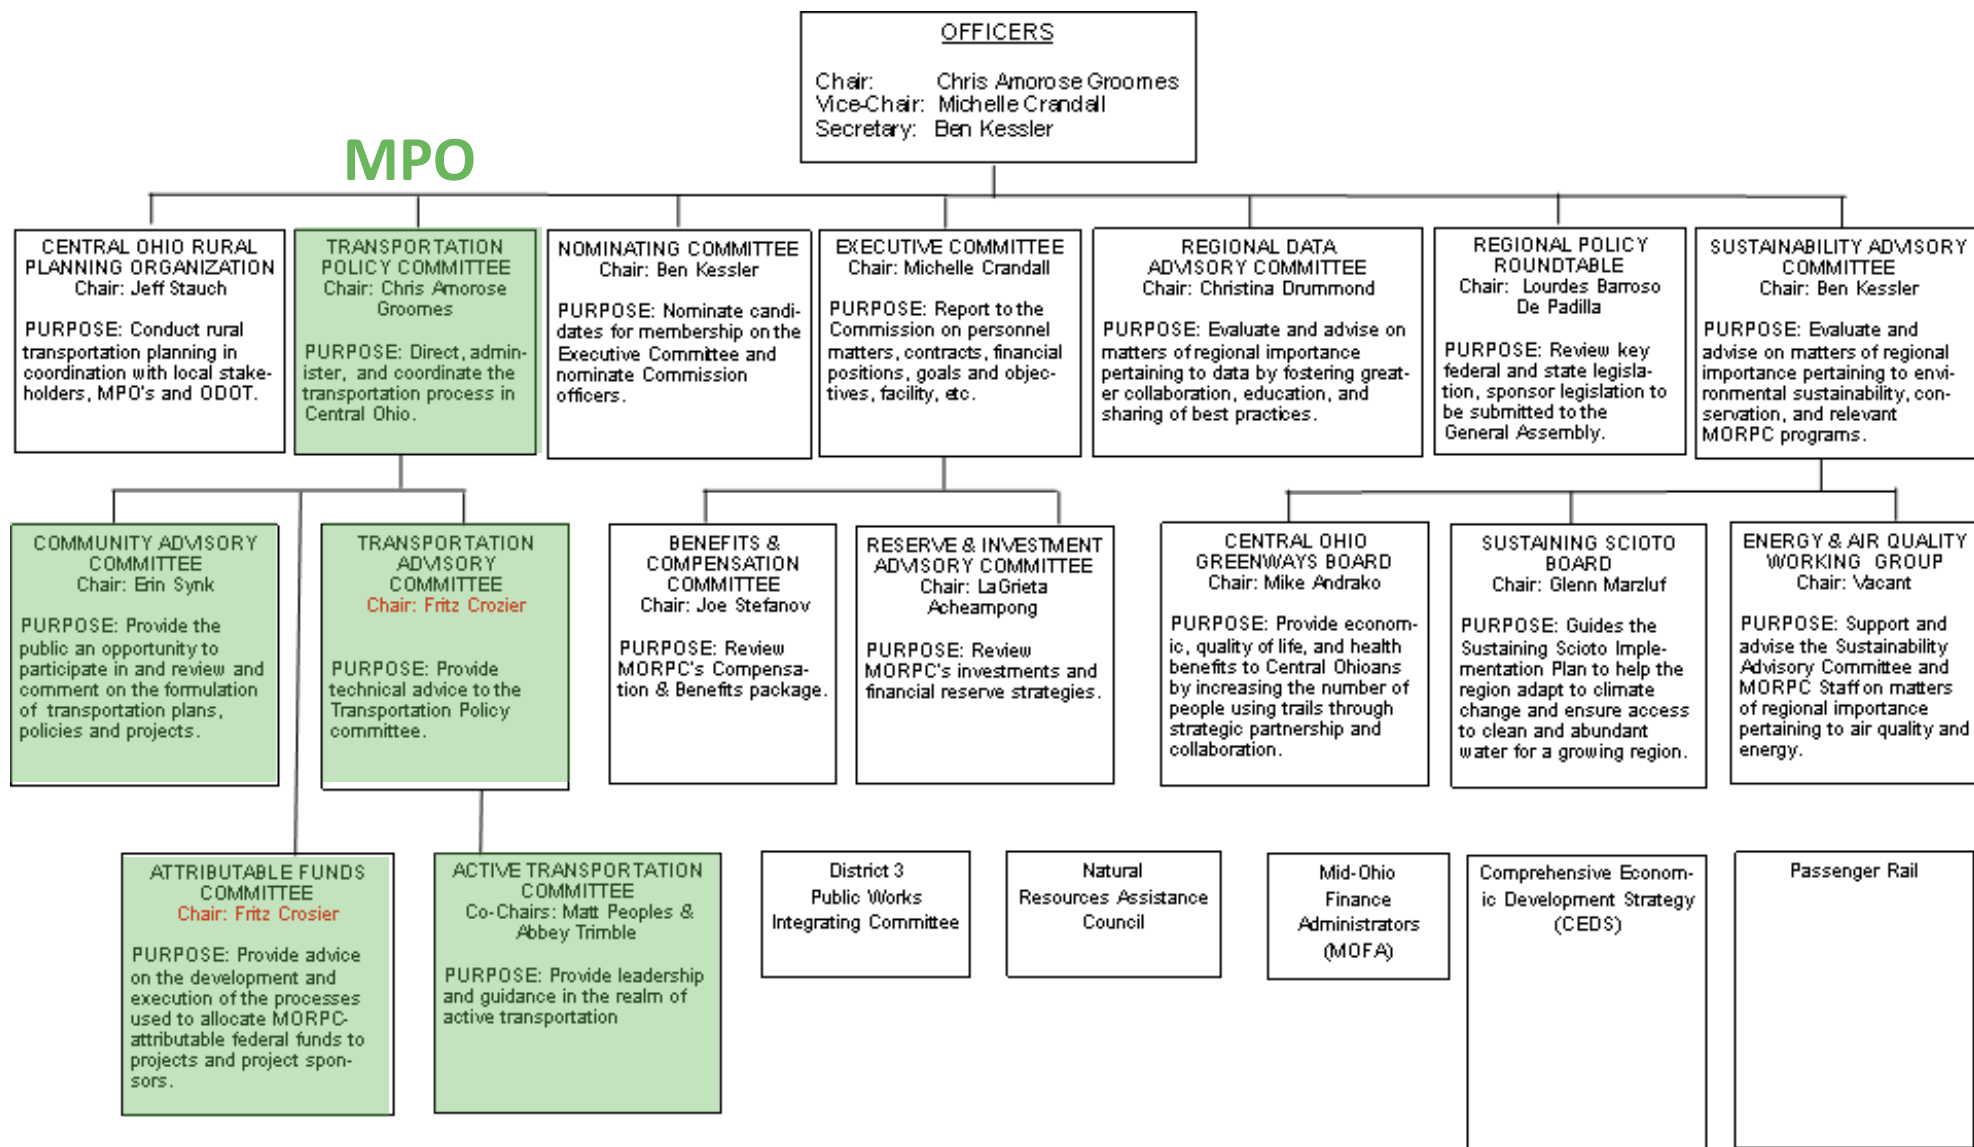 OFFICERS
Chair: Chris Amorose Groomes
Vice-Chair: Michelle Crandall
Secretary: Ben Kessler
MPO
CENTRAL OHIO RURAL
PLANNING ORGANIZATION
Chair: Jeff Stauch
PURPOSE: Conduct rural
transportation planning in
coordination with local stake-
holders, MPO's and ODOT.
TRANSPORTATION
POLICY COMMITTEE
Chair: Chris Amorose
Groomes
PURPOSE: Direct, admin-
ister, and coordinate the
transportation process in
Central Ohio.
NOMINATING COMMITTEE
Chair: Ben Kessler
PURPOSE: Nominate candi-
dates for membership on the
Executive Committee and
nominate Commission
officers.
EXECUTIVE COMMITTEE
Chair: Michelle Crandall
PURPOSE: Report to the
Commission on personnel
matters, contracts, financial
positions, goals and objec-
tives, facility, etc.
REGIONAL DATA
ADVISORY COMMITTEE
Chair: Christina Drummond
PURPOSE: Evaluate and advise on
matters of regional importance
pertaining to data by fostering great-
er collaboration, education, and
sharing of best practices.
REGIONAL POLICY
ROUNDTABLE
Chair: Lourdes Barroso
De Padilla
PURPOSE: Review key
federal and state legisla-
tion, sponsor legislation to
be submitted to the
General Assembly.
SUSTAINABILITY ADVISORY
COMMITTEE
Chair: Ben Kessler
PURPOSE: Evaluate and
advise on matters of regional
importance pertaining to envi-
ronmental sustainability, con-
servation, and relevant
MORPC programs.
COMMUNITY ADVISORY
COMMITTEE
Chair: Erin Synk
PURPOSE: Provide the
public an opportunity to
participate in and review and
comment on the formulation
of transportation plans,
policies and projects.
TRANSPORTATION
ADVISORY
COMMITTEE
Chair: Fritz Crozier
PURPOSE: Provide
technical advice to the
Transportation Policy
committee.
BENEFITS &
COMPENSATION
COMMITTEE
Chair: Joe Stefanov
PURPOSE: Review
MORPC's Compensa-
tion & Benefits package.
RESERVE & INVESTMENT
ADVISORY COMMITTEE
Chair: LaGrieta
Acheampong
PURPOSE: Review
MORPC's investments and
financial reserve strategies.
CENTRAL OHIO
GREENWAYS BOARD
Chair: Mike Andrako
PURPOSE: Provide econom-
ic, quality of life, and health
benefits to Central Ohioans
by increasing the number of
people using trails through
strategic partnership and
collaboration.
SUSTAINING SCIOTO
BOARD
Chair: Glenn Marzluf
PURPOSE: Guides the
Sustaining Scioto Imple-
mentation Plan to help the
region adapt to climate
change and ensure access
to clean and abundant
water for a growing region.
ENERGY & AIR QUALITY
WORKING GROUP
Chair: Vacant
PURPOSE: Support and
advise the Sustainability
Advisory Committee and
MORPC Staff on matters
of regional importance
pertaining to air quality and
energy.
ATTRIBUTABLE FUNDS
COMMITTEE
Chair: Fritz Crosier
PURPOSE: Provide advice
on the development and
execution of the processes
used to allocate MORPC-
attributable federal funds to
projects and project spon-
sors.
ACTIVE TRANSPORTATION
COMMITTEE
Co-Chairs: Matt Peoples &
Abbey Trimble
PURPOSE: Provide leadership
and guidance in the realm of
active transportation
District 3
Public Works
Integrating Committee
Natural
Resources Assistance
Council
Mid-Ohio
Finance
Administrators
(MOFA)
Comprehensive Econom-
ic Development Strategy
(CEDS)
Passenger Rail